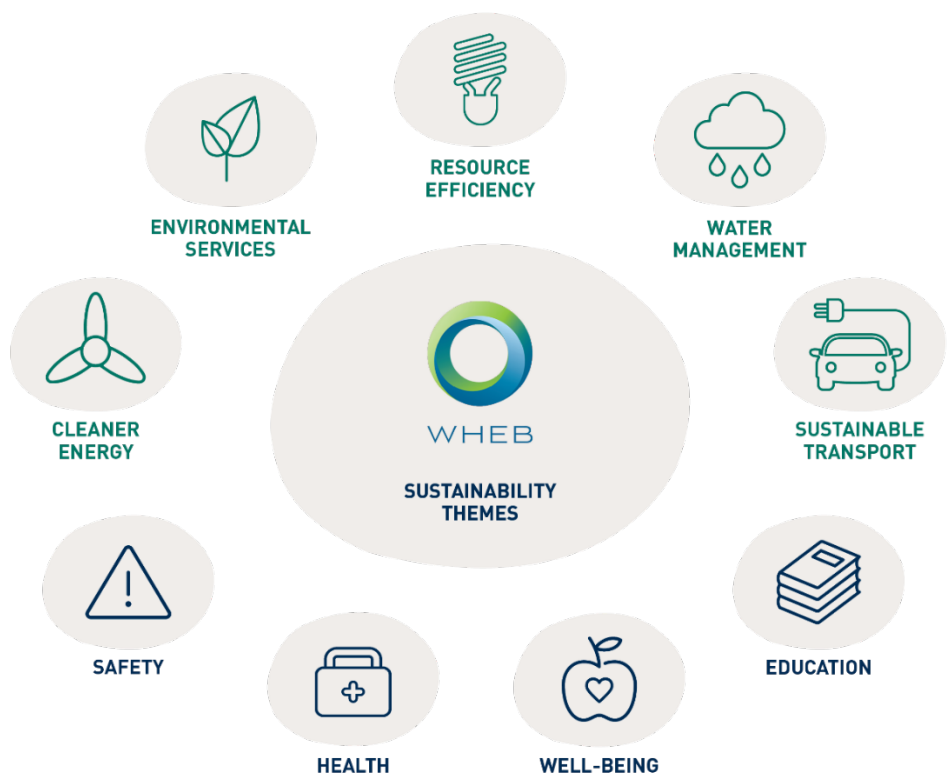 RESOURCE
EFFICIENCY
ENVIRONMENTAL
SERVICES
WATER
MANAGEMENT
CLEANER
ENERGY
WHEB
SUSTAINABILITY
THEMES
SUSTAINABLE
TRANSPORT
SAFETY
EDUCATION
HEALTH
WELL-BEING